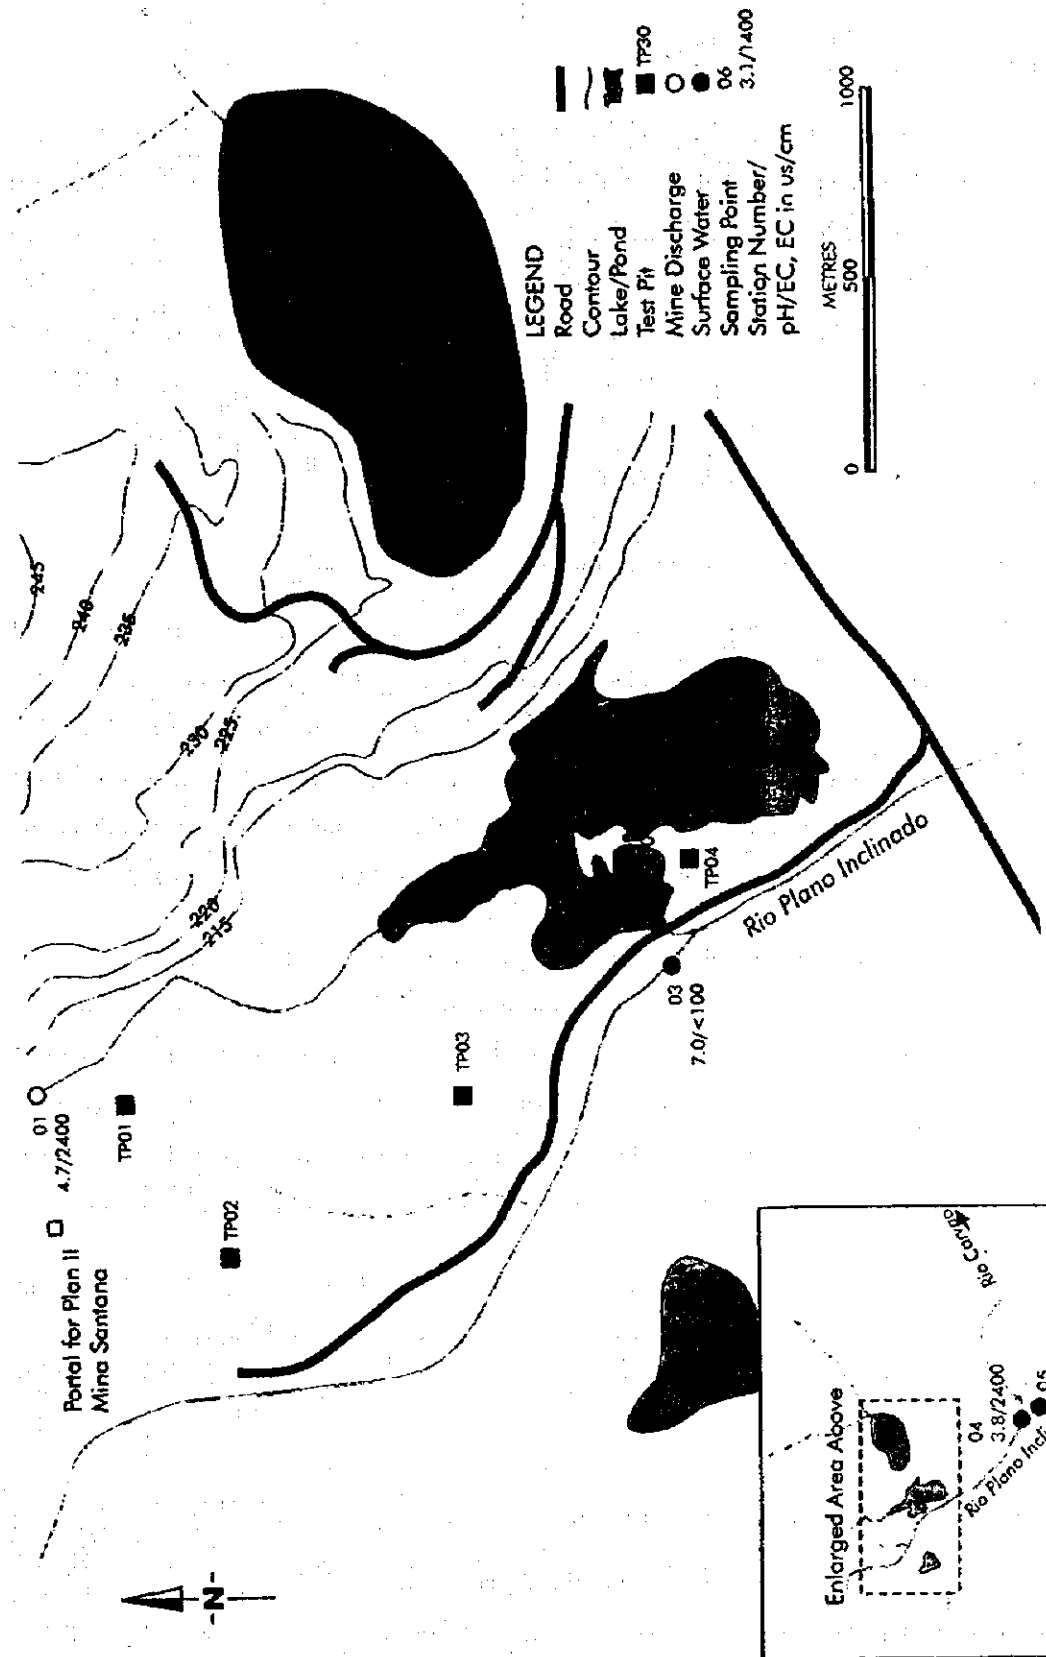 -N-
Portal for Plan II
Mina Santana
01
4.7/2400
TP01
TP02
TP03
TP04
03
7.0/<100
Rio Plano Inclinado
215
220
225
230
235
240
245
LEGEND
Road
Contour
Lake/Pond
Test Pit
TP30
Mine Discharge
Surface Water
Sampling Point
Station Number/
06
pH/EC, EC in us/cm
3.1/1400
METRES
0 500 1000
Enlarged Area Above
04
3.8/2400
05
Rio Plano